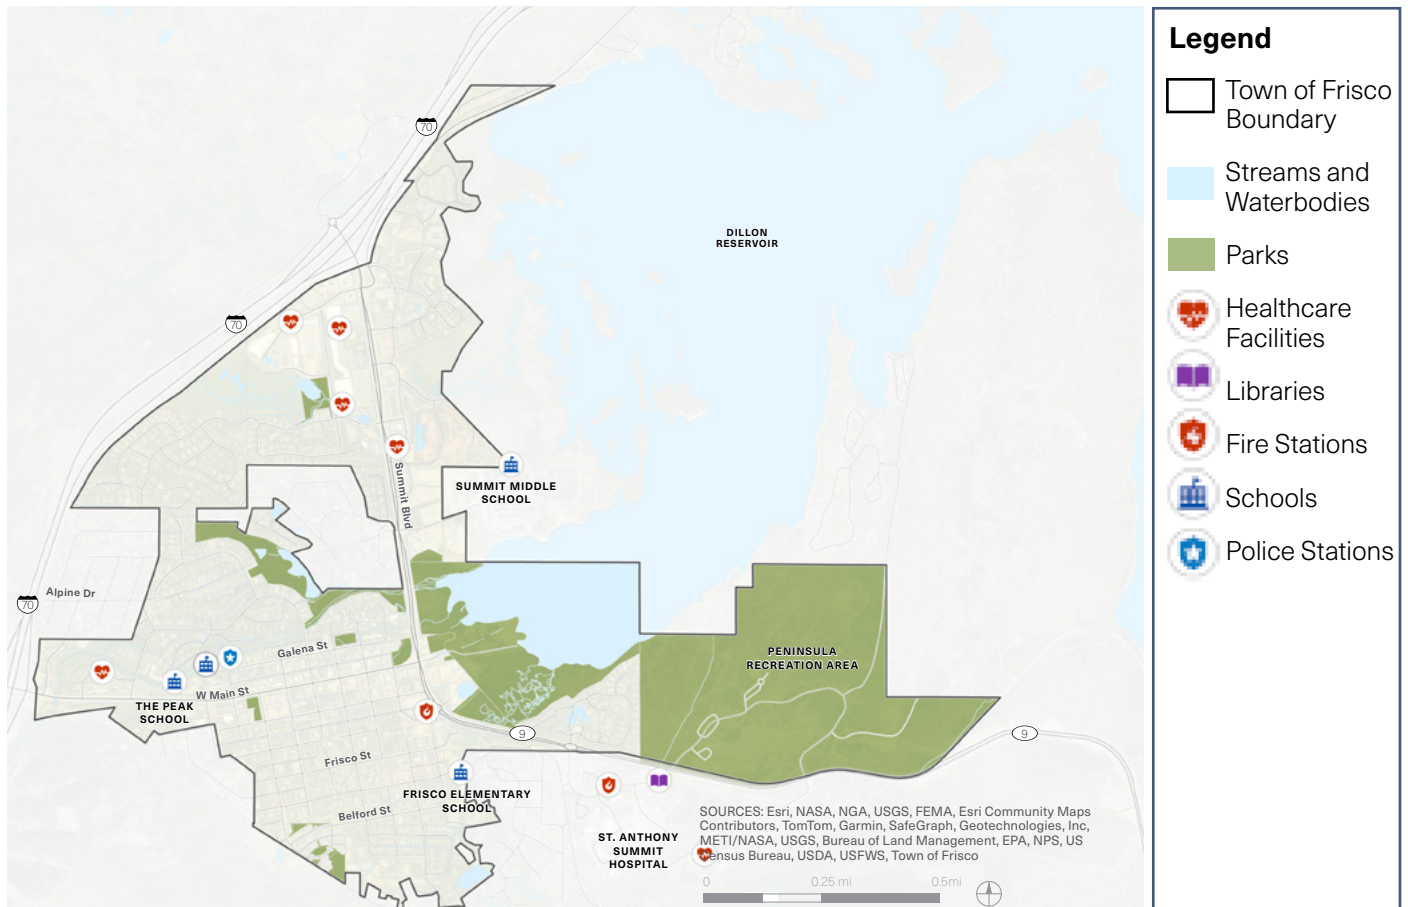 70
DILLON
RESERVOIR
70
Summit Blvd
SUMMIT MIDDLE
SCHOOL
Alpine Dr
70
Galena St
PENINSULA
RECREATION AREA
W Main St
THE PEAK
SCHOOL
9
9
Frisco St
FRISCO ELEMENTARY
SCHOOL
Belford St
ST. ANTHONY
SUMMIT
HOSPITAL
SOURCES: Esri, NASA, NGA, USGS, FEMA, Esri Community Maps
Contributors, TomTom, Garmin, SafeGraph, Geotechnologies, Inc,
METI/NASA, USGS, Bureau of Land Management, EPA, NPS, US
Census Bureau, USDA, USFWS, Town of Frisco
0 0.25 mi 0.5mi
Legend
Town of Frisco
Boundary
Streams and
Waterbodies
Parks
Healthcare
Facilities
Libraries
Fire Stations
Schools
Police Stations